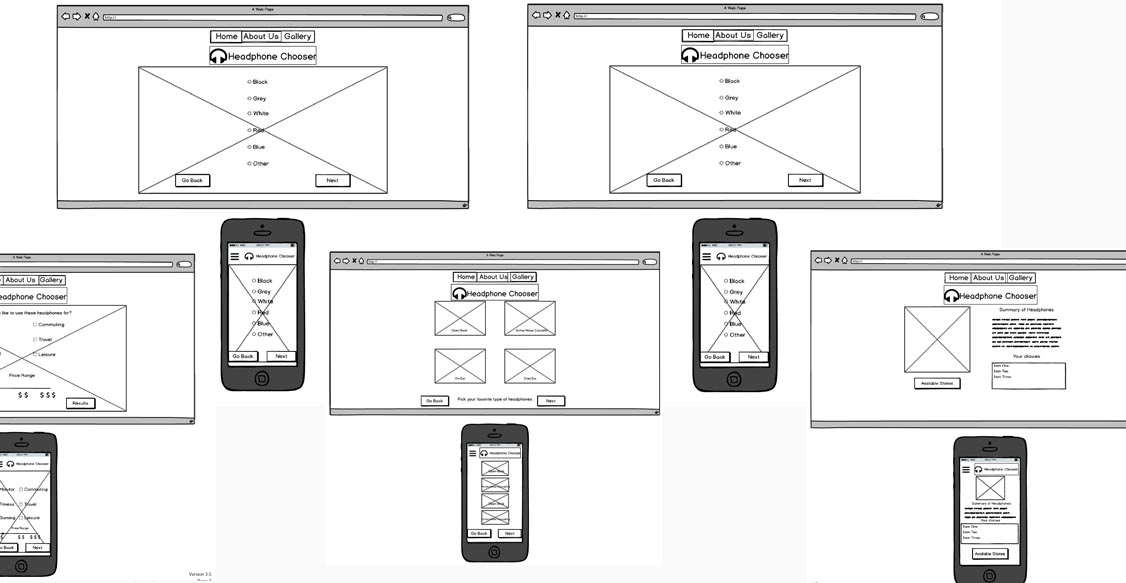 A Web Page
http://
Home About Us Gallery
Headphone Chooser
Black
Grey
White
Red
Blue
Other
Go Back Next
A Web Page
http://
Home About Us Gallery
Headphone Chooser
Black
Grey
White
Red
Blue
Other
Go Back Next
A Web Page
About Us Gallery
eadphone Chooser
like to use these headphones for?
Commuting
Travel
Leisure
Price Range
$$ $$$
Results
Headphone Chooser
Black
Grey
White
Red
Blue
Other
Go Back Next
A Web Page
http://
Home About Us Gallery
Headphone Chooser
Open Back
On Ear
Over Ear
Go Back Pick your favorite type of headphones Next
Headphone Chooser
Black
Grey
White
Red
Blue
Other
Go Back Next
A Web Page
http://
Home About Us Gallery
Headphone Chooser
Summary of Headphones
Your choices
Item One
Item Two
Item Three
Available Stores
Headphone Chooser
Commuting
Travel
Leisure
Price Range
$$ $$$
Back Next
Version 3.5
Headphone Chooser
Go Back Next
Headphone Chooser
Summary of Headphones
Your choices
Item One
Item Two
Item Three
Available Stores